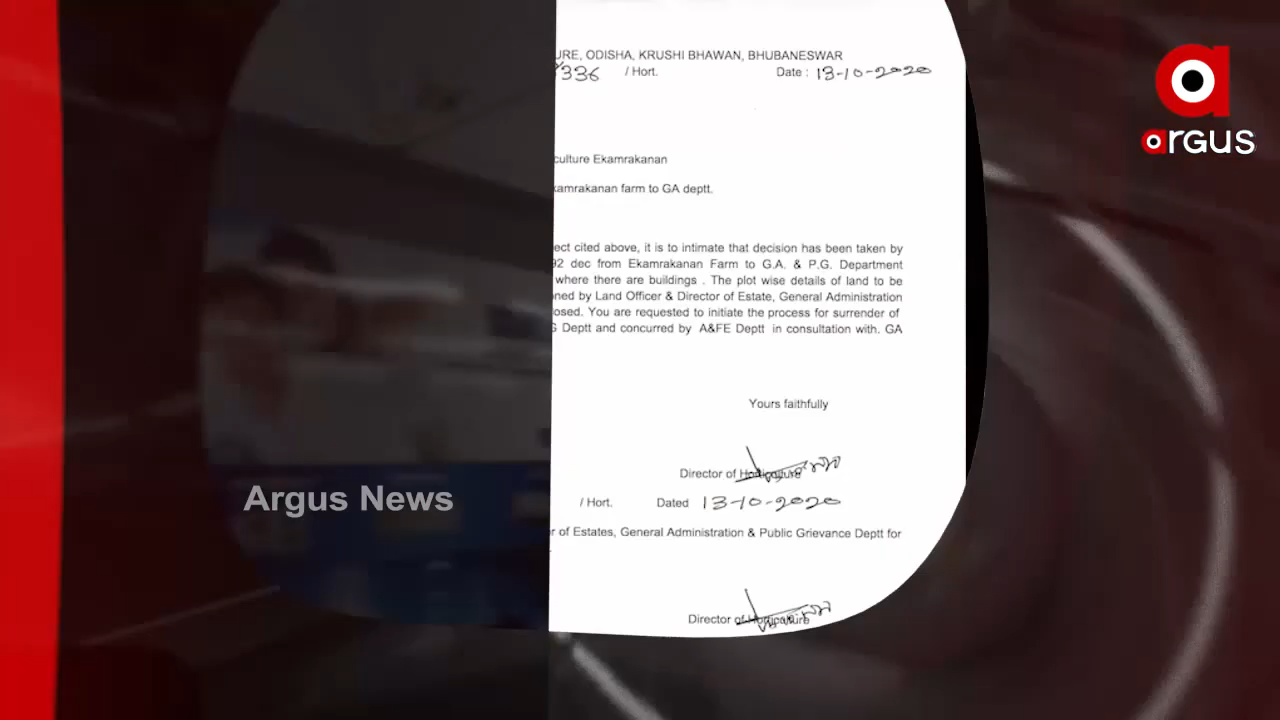 URE, ODISHA, KRUSHI BHAWAN, BHUBANESWAR
336 / Hort. Date : 13-10-2020
culture Ekamrakanan
kamrakanan farm to GA deptt.
ect cited above, it is to intimate that decision has been taken by
92 dec from Ekamrakanan Farm to G.A. & P.G. Department
where there are buildings . The plot wise details of land to be
ned by Land Officer & Director of Estate, General Administration
osed. You are requested to initiate the process for surrender of
G Deptt and concurred by A&FE Deptt in consultation with. GA
Yours faithfully
Director of Horticulture
/ Hort. Dated 13-10-2020
r of Estates, General Administration & Public Grievance Deptt for
Director of Horticulture
Argus News
a
argus